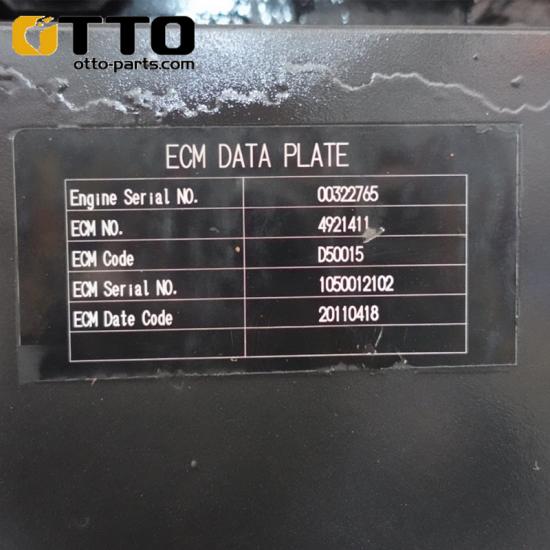 OTTO
otto-parts.com
ECM DATA PLATE
Engine Serial NO. 00322765
ECM NO. 4921411
ECM Code D50015
ECM Serial NO. 1050012102
ECM Date Code 20110418